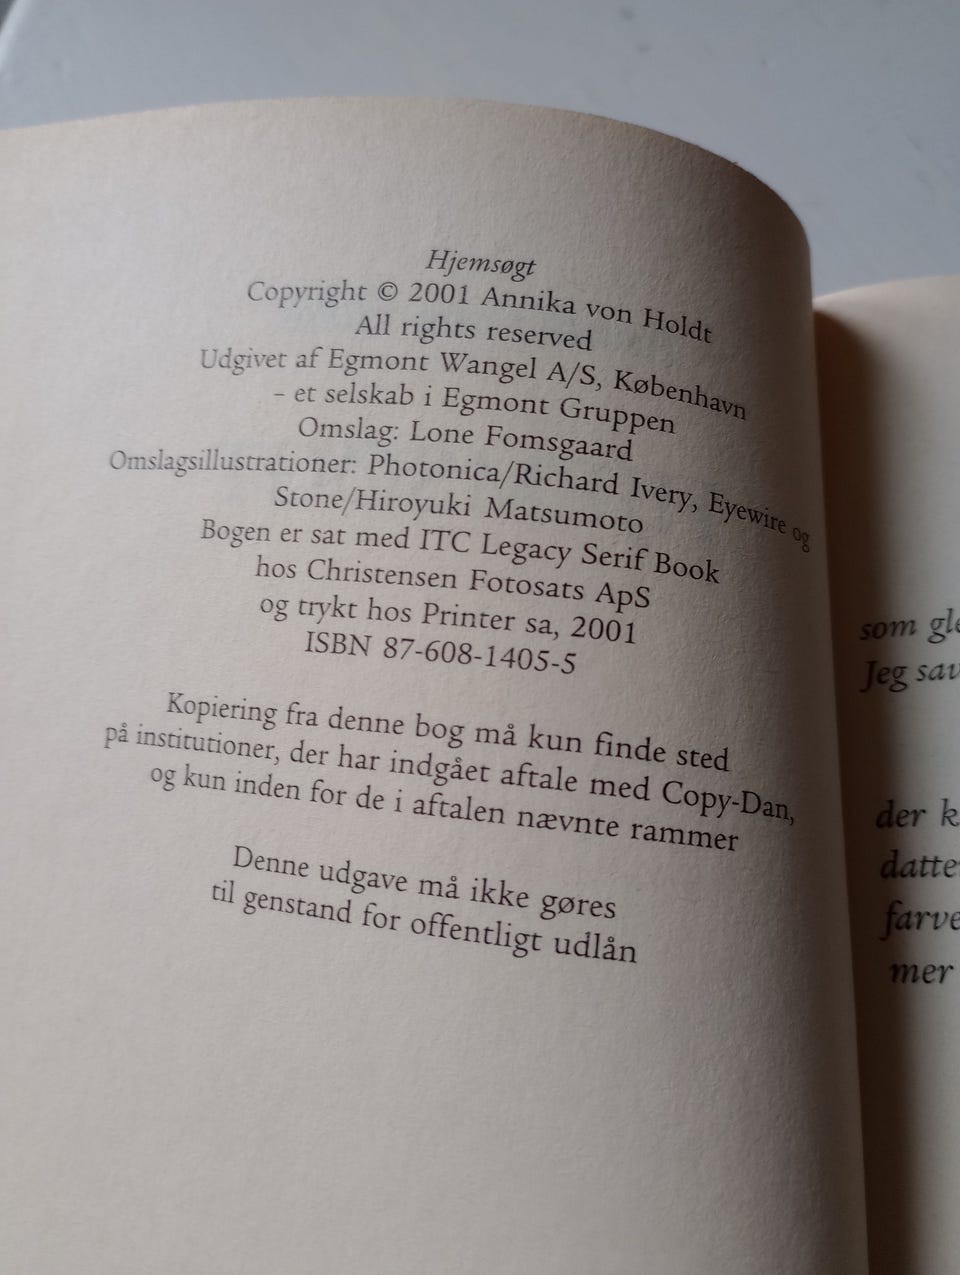 Hjemsøgt
Copyright © 2001 Annika von Holdt
All rights reserved
Udgivet af Egmont Wangel A/S, København
– et selskab i Egmont Gruppen
Omslag: Lone Fomsgaard
Omslagsillustrationer: Photonica/Richard Ivery, Eyewire og
Stone/Hiroyuki Matsumoto
Bogen er sat med ITC Legacy Serif Book
hos Christensen Fotosats ApS
og trykt hos Printer sa, 2001
ISBN 87-608-1405-5
Kopiering fra denne bog må kun finde sted
på institutioner, der har indgået aftale med Copy-Dan,
og kun inden for de i aftalen nævnte rammer
Denne udgave må ikke gøres
til genstand for offentligt udlån
som
Jeg
der
mer